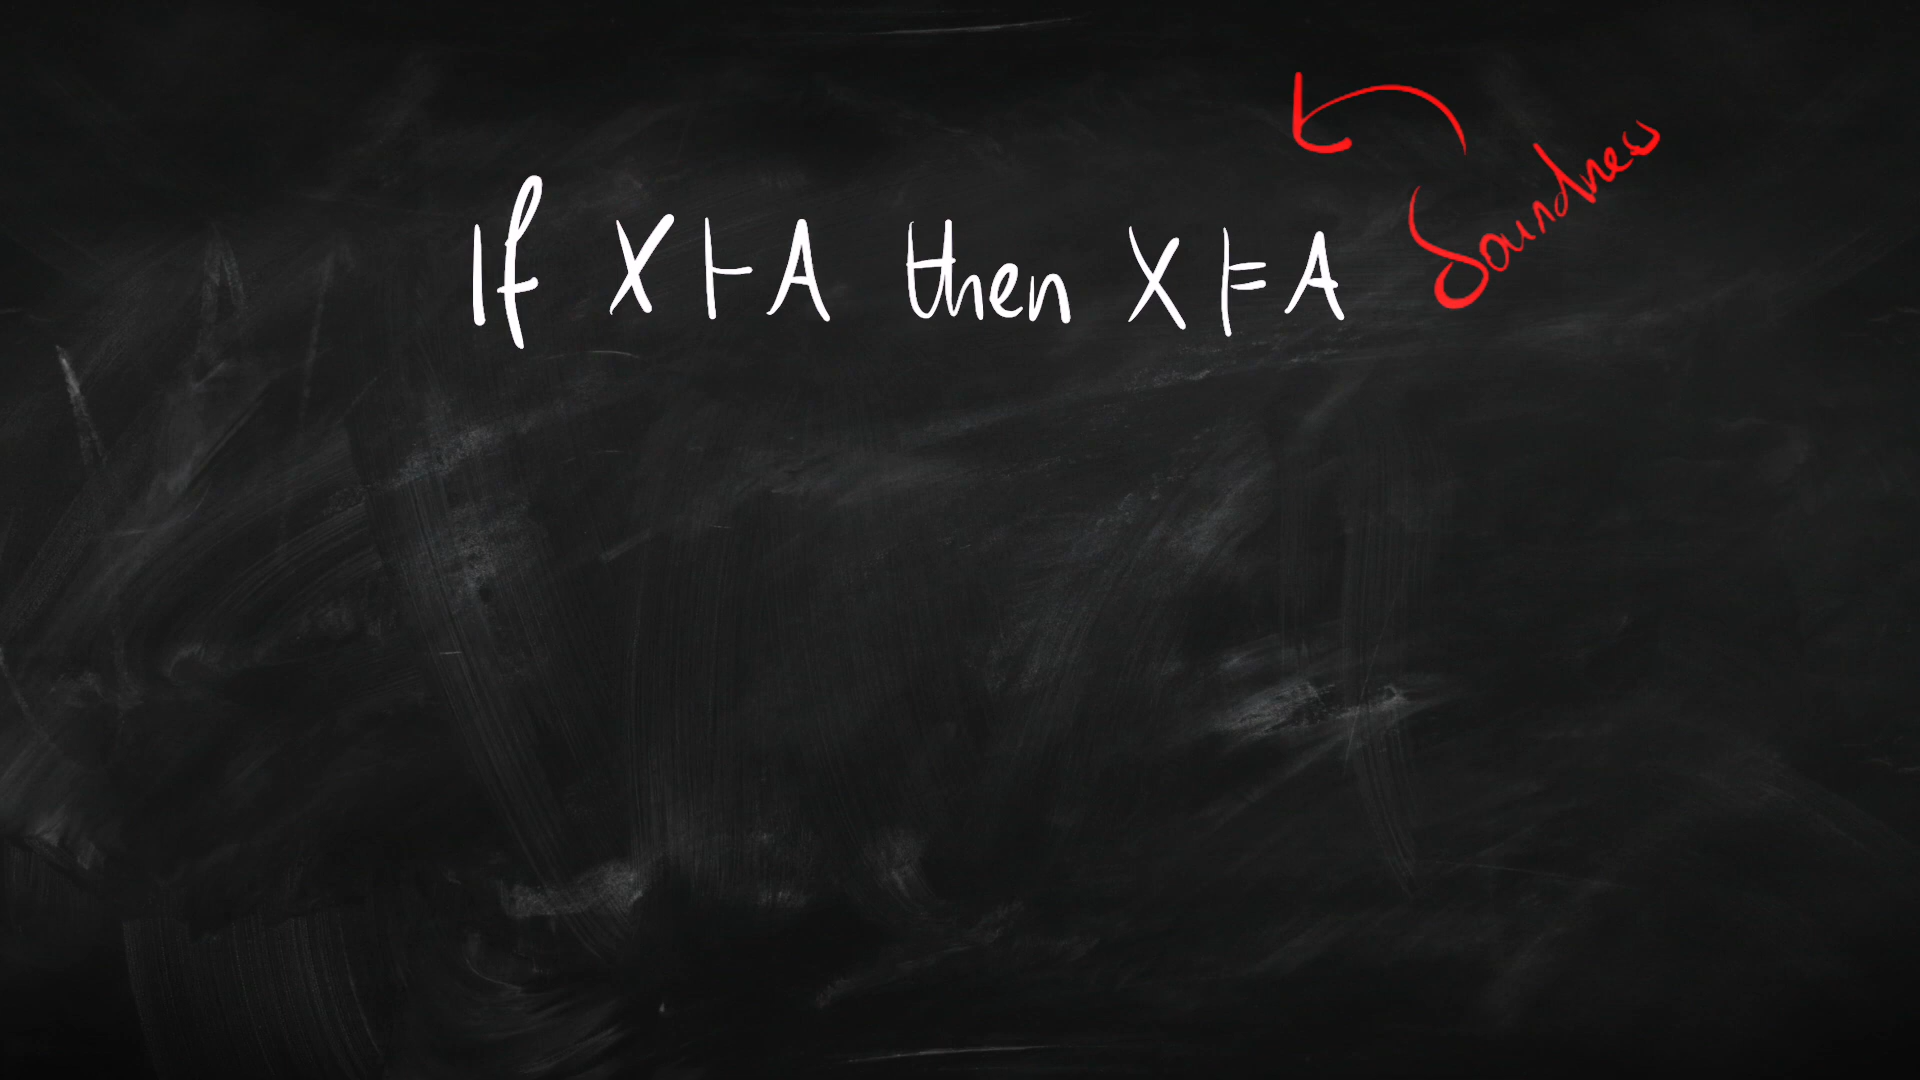 If X ⊢ A then X ⊨ A
Soundness